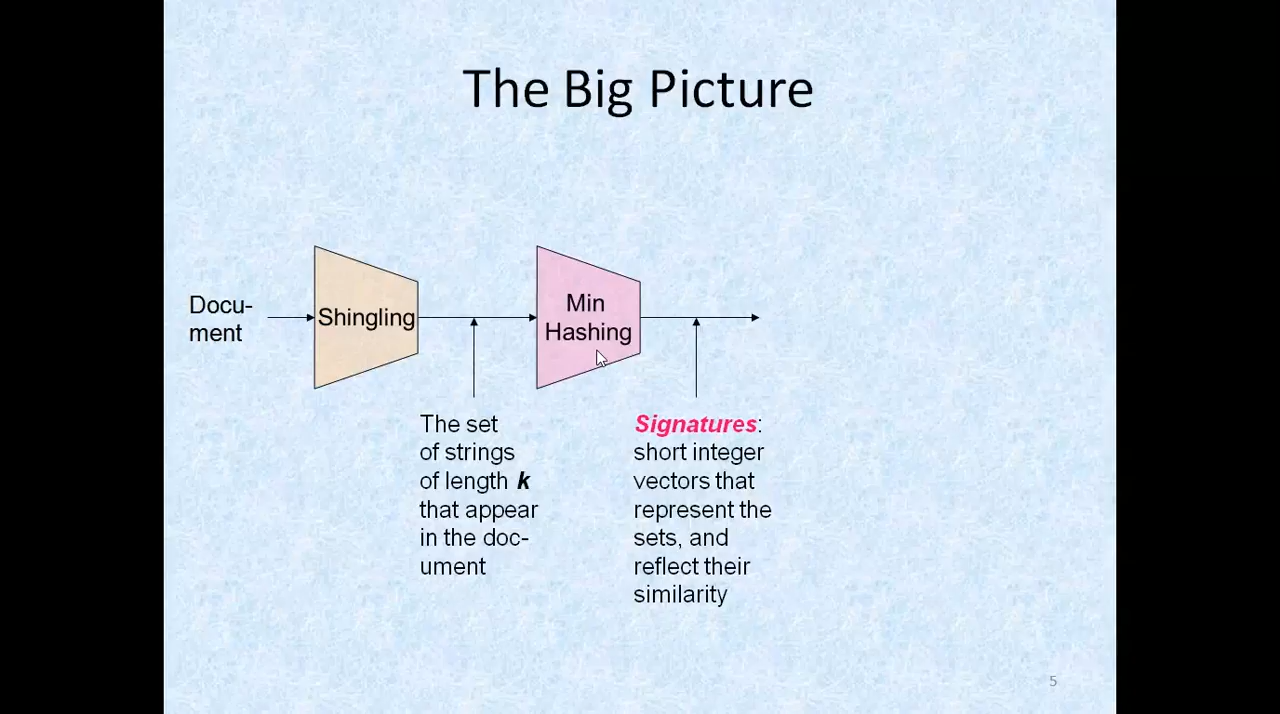 The Big Picture
Docu-
ment
Shingling
Min
Hashing
The set
of strings
of length k
that appear
in the doc-
ument
Signatures:
short integer
vectors that
represent the
sets, and
reflect their
similarity
5